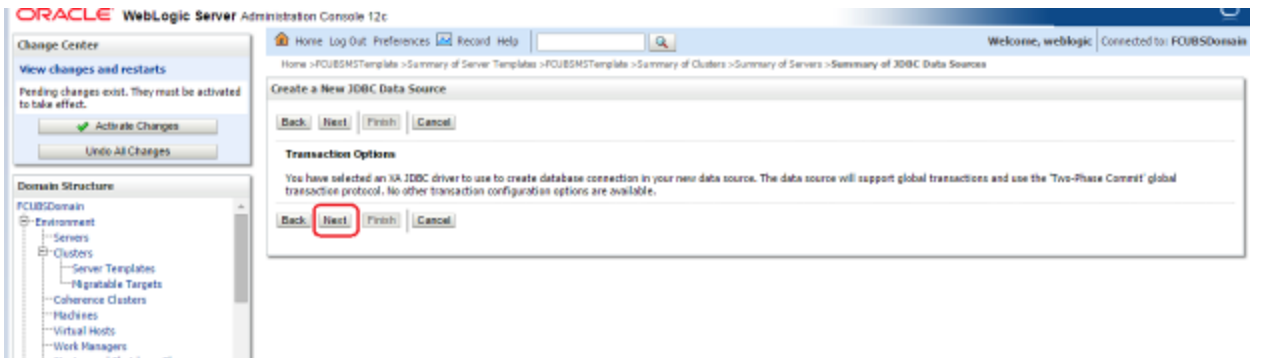 ORACLE WebLogic Server Administration Console 12c
Change Center
View changes and restarts
Pending changes exist. They must be activated
to take effect.
Activate Changes
Undo All Changes
Domain Structure
FCUBSDomain
Environment
Servers
Clusters
Server Templates
Migratable Targets
Coherence Clusters
Machines
Virtual Hosts
Work Managers
Home Log Out Preferences Record Help
Welcome, weblogic Connected to: FCUBSDomain
Home >FCUBSMSTemplate >Summary of Server Templates >FCUBSMSTemplate >Summary of Clusters >Summary of Servers >Summary of JDBC Data Sources
Create a New JDBC Data Source
Back Next Finish Cancel
Transaction Options
You have selected an XA JDBC driver to use to create database connection in your new data source. The data source will support global transactions and use the 'Two-Phase Commit' global
transaction protocol. No other transaction configuration options are available.
Back Next Finish Cancel